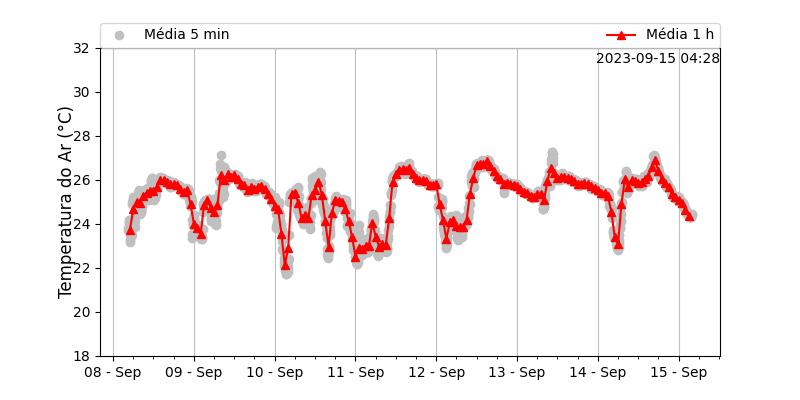 Média 5 min
Média 1 h
2023-09-15 04:28
Temperatura do Ar (°C)
32
30
28
26
24
22
20
18
08 - Sep
09 - Sep
10 - Sep
11 - Sep
12 - Sep
13 - Sep
14 - Sep
15 - Sep